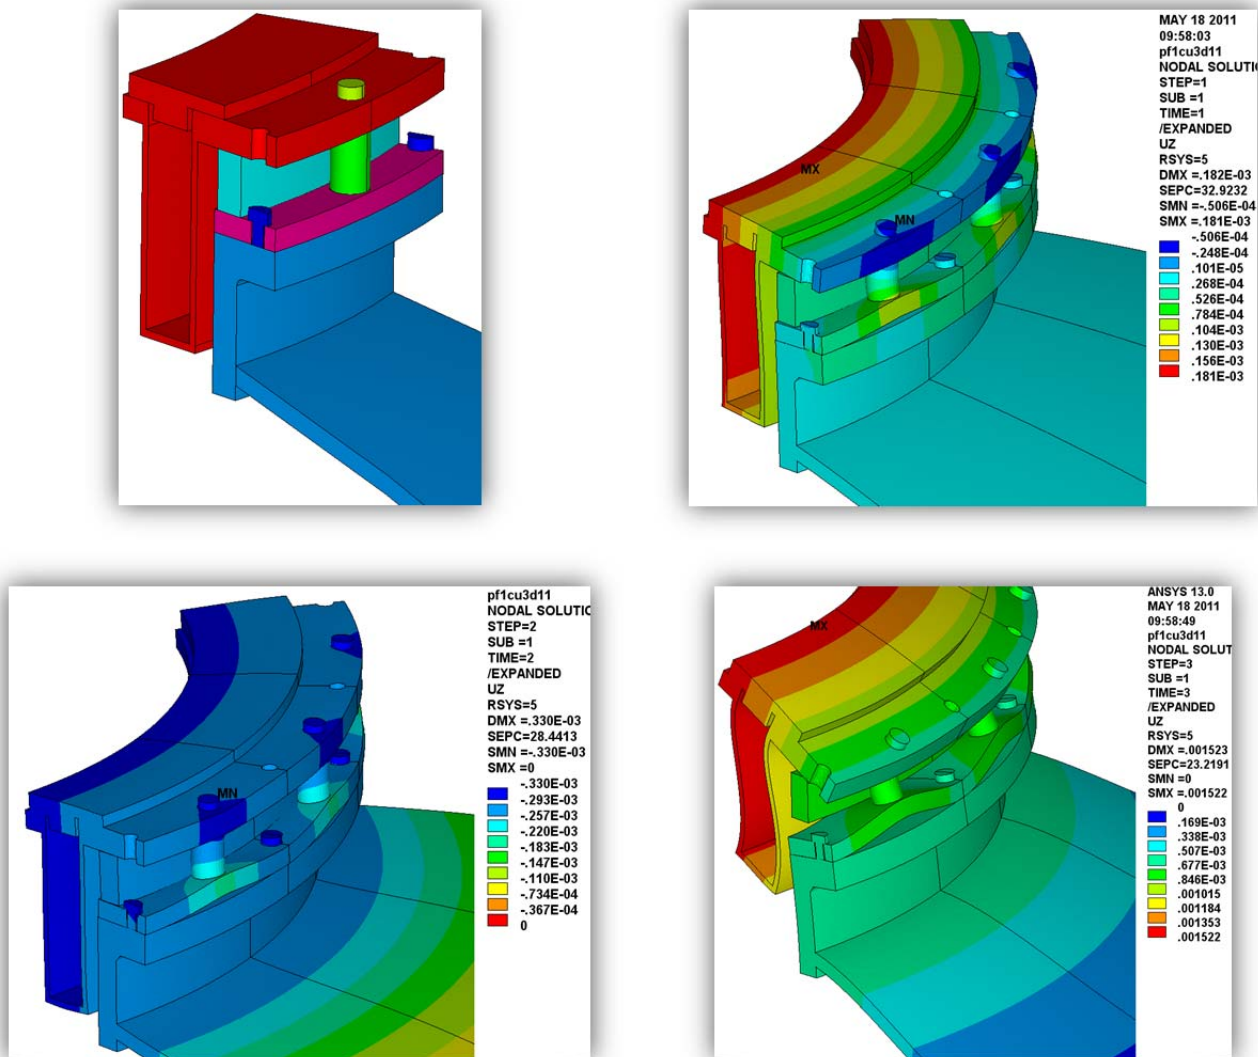 MAY 18 2011
09:58:03
pf1cu3d11
NODAL SOLUTI
STEP=1
SUB =1
TIME=1
/EXPANDED
UZ
RSYS=5
DMX =.182E-03
SEPC=32.9232
SMN =-.506E-04
SMX =.181E-03
-.506E-04
-.248E-04
.101E-05
.268E-04
.526E-04
.784E-04
.104E-03
.130E-03
.156E-03
.181E-03
MX
MN
pf1cu3d11
NODAL SOLUTIO
STEP=2
SUB =1
TIME=2
/EXPANDED
UZ
RSYS=5
DMX =.330E-03
SEPC=28.4413
SMN =-.330E-03
SMX =0
-.330E-03
-.293E-03
-.257E-03
-.220E-03
-.183E-03
-.147E-03
-.110E-03
-.734E-04
-.367E-04
0
MN
ANSYS 13.0
MAY 18 2011
09:58:49
pf1cu3d11
NODAL SOLUT
STEP=3
SUB =1
TIME=3
/EXPANDED
UZ
RSYS=5
DMX =.001523
SEPC=23.2191
SMN =0
SMX =.001522
0
.169E-03
.338E-03
.507E-03
.677E-03
.846E-03
.001015
.001184
.001353
.001522
MX